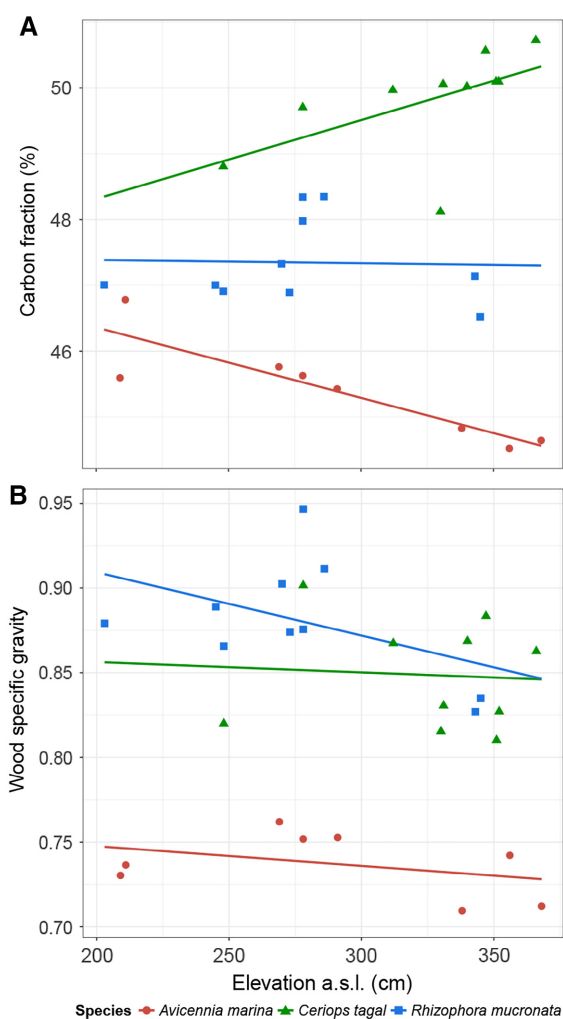 A
Carbon fraction (%)
50
48
46
B
Wood specific gravity
0.95
0.90
0.85
0.80
0.75
0.70
200 250 300 350
Elevation a.s.l. (cm)
Species Avicennia marina Ceriops tagal Rhizophora mucronata